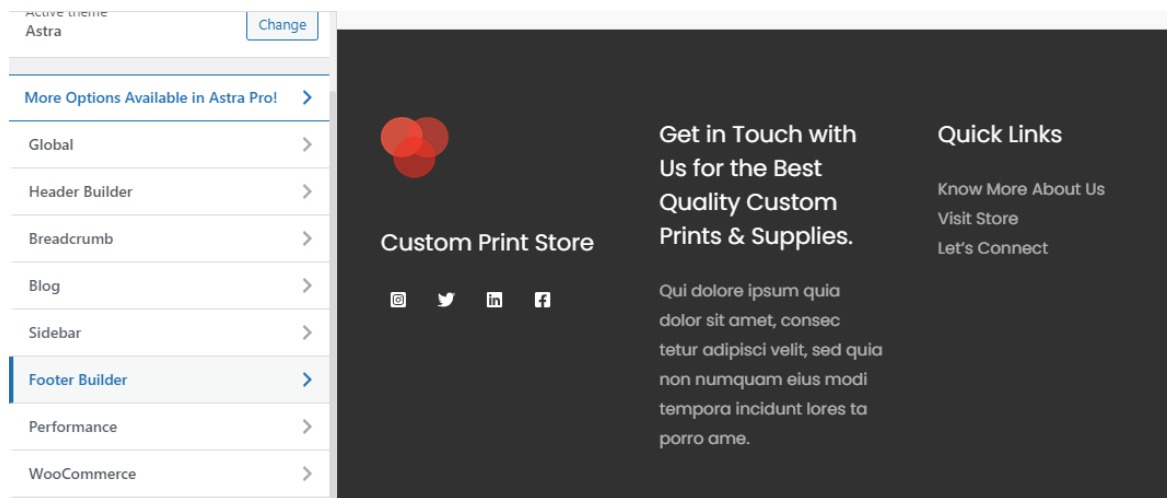 Active theme
Astra
Change
More Options Available in Astra Pro!
Global
Header Builder
Breadcrumb
Blog
Sidebar
Footer Builder
Performance
WooCommerce
Custom Print Store
Get in Touch with
Us for the Best
Quality Custom
Prints & Supplies.
Qui dolore ipsum quia
dolor sit amet, consec
tetur adipisci velit, sed quia
non numquam eius modi
tempora incidunt lores ta
porro ame.
Quick Links
Know More About Us
Visit Store
Let's Connect